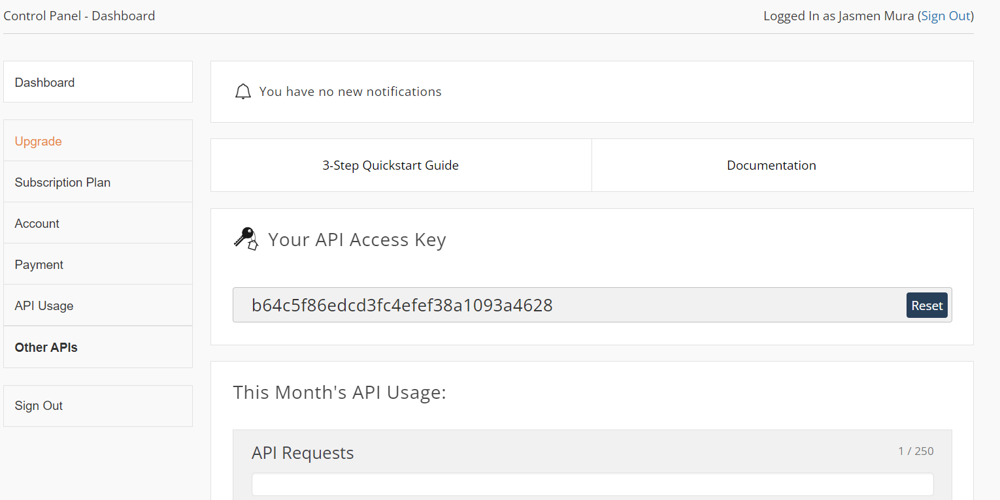 Control Panel - Dashboard
Logged In as Jasmen Mura (Sign Out)
Dashboard
Upgrade
Subscription Plan
Account
Payment
API Usage
Other APIs
Sign Out
You have no new notifications
3-Step Quickstart Guide
Documentation
Your API Access Key
b64c5f86edcd3fc4efef38a1093a4628
Reset
This Month's API Usage:
API Requests
1 / 250